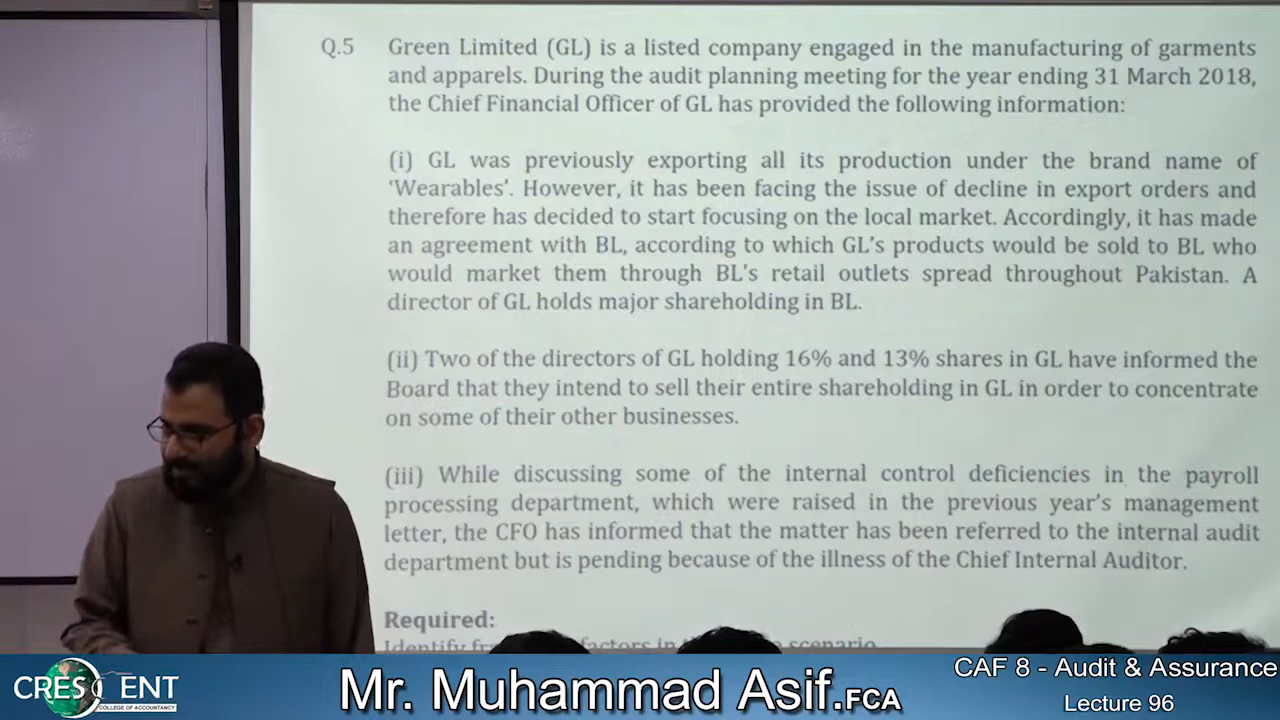 Q.5 Green Limited (GL) is a listed company engaged in the manufacturing of garments
and apparels. During the audit planning meeting for the year ending 31 March 2018,
the Chief Financial Officer of GL has provided the following information:
(i) GL was previously exporting all its production under the brand name of
'Wearables'. However, it has been facing the issue of decline in export orders and
therefore has decided to start focusing on the local market. Accordingly, it has made
an agreement with BL, according to which GL's products would be sold to BL who
would market them through BL's retail outlets spread throughout Pakistan. A
director of GL holds major shareholding in BL.
(ii) Two of the directors of GL holding 16% and 13% shares in GL have informed the
Board that they intend to sell their entire shareholding in GL in order to concentrate
on some of their other businesses.
(iii) While discussing some of the internal control deficiencies in the payroll
processing department, which were raised in the previous year's management
letter, the CFO has informed that the matter has been referred to the internal audit
department but is pending because of the illness of the Chief Internal Auditor.
Required:
Identify scenario
CRESCENT
COLLEGE OF ACCOUNTANCY
Mr. Muhammad Asif.FCA
CAF 8 - Audit & Assurance
Lecture 96